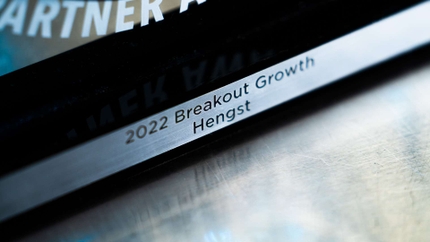 ARTNER A
2022 Breakout Growth
Hengst